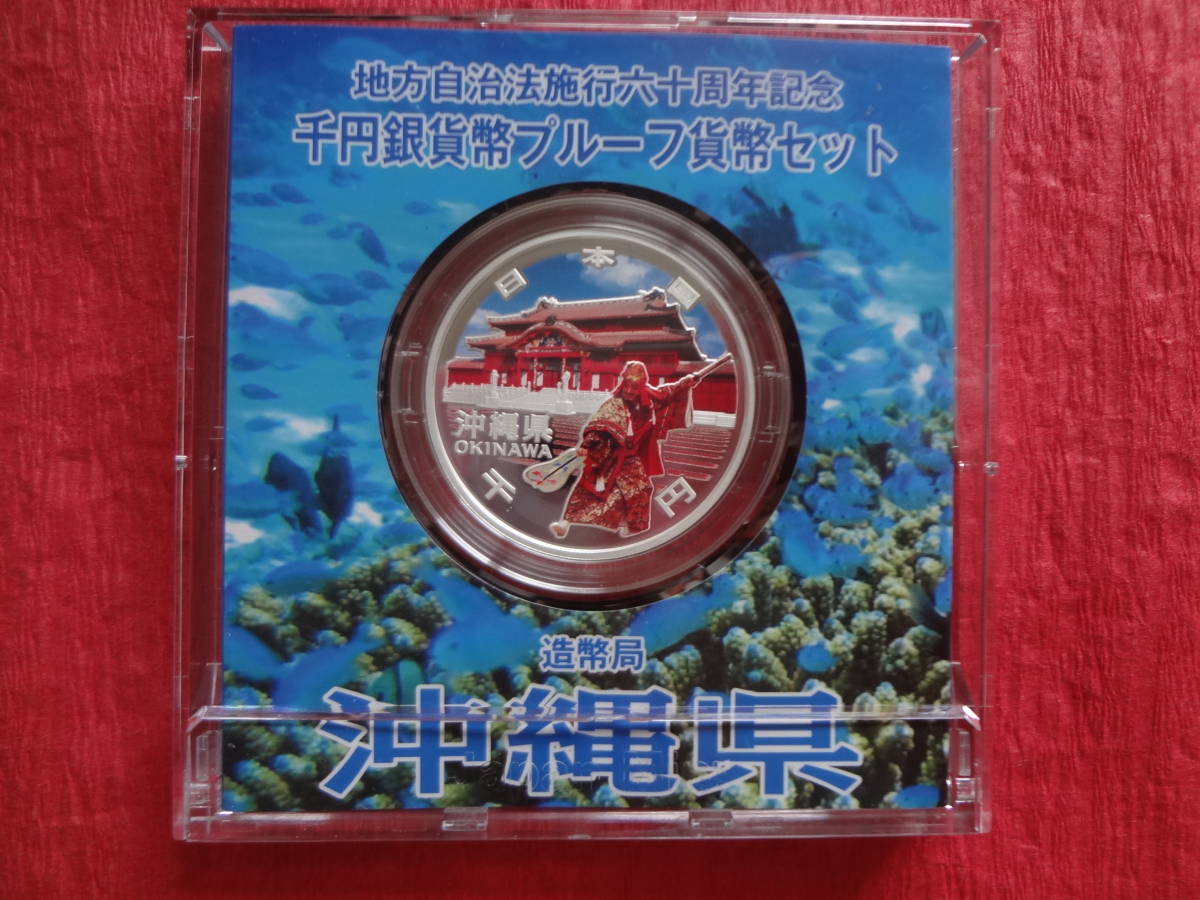 地方自治法施行六十周年記念
千円銀貨幣プルーフ貨幣セット
日本国
沖縄県
OKINAWA
千円
造幣局
沖縄県